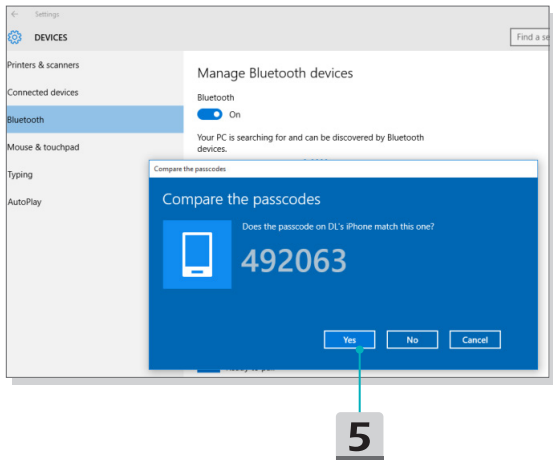 Settings
DEVICES
Find a se
Printers & scanners
Connected devices
Bluetooth
Mouse & touchpad
Typing
AutoPlay
Manage Bluetooth devices
Bluetooth
On
Your PC is searching for and can be discovered by Bluetooth
devices.
Compare the passcodes
Compare the passcodes
Does the passcode on DL's iPhone match this one?
492063
Yes No Cancel
5